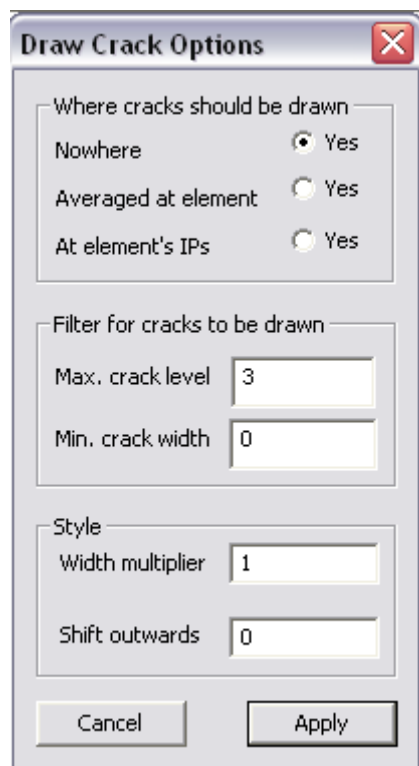 Draw Crack Options
Where cracks should be drawn
Nowhere Yes
Averaged at element Yes
At element's IPs Yes
Filter for cracks to be drawn
Max. crack level 3
Min. crack width 0
Style
Width multiplier 1
Shift outwards 0
Cancel Apply